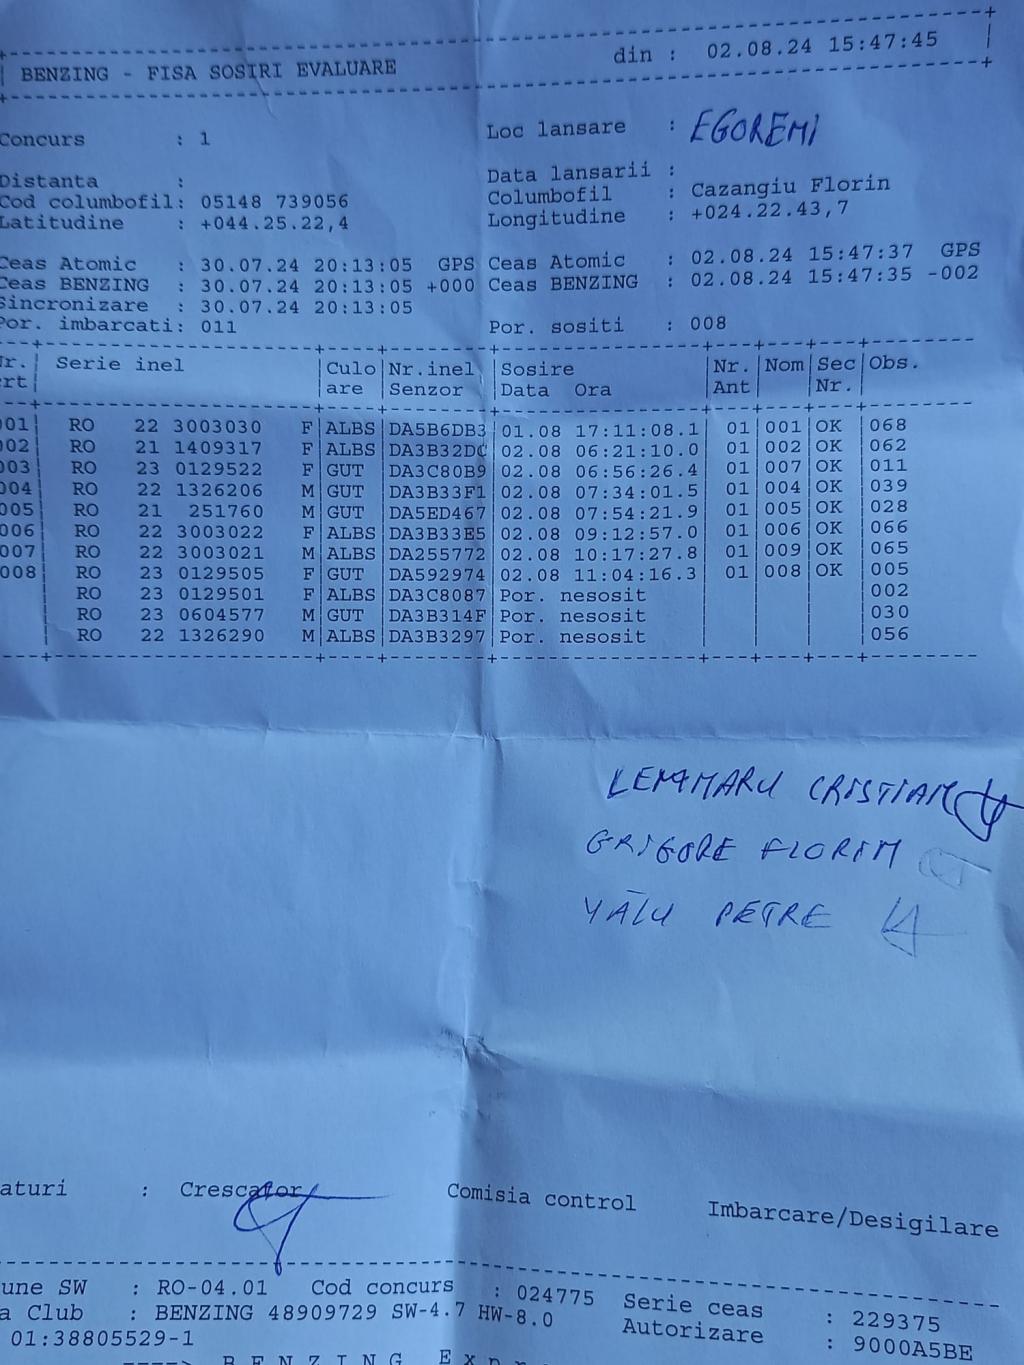 BENZING - FISA SOSIRI EVALUARE din : 02.08.24 15:47:45
Concurs : 1 Loc lansare : EGOREMI
Distanta : Data lansarii :
Cod columbofil: 05148 739056 Columbofil : Cazangiu Florin
Latitudine : +044.25.22,4 Longitudine : +024.22.43,7
Ceas Atomic : 30.07.24 20:13:05 GPS Ceas Atomic : 02.08.24 15:47:37 GPS
Ceas BENZING : 30.07.24 20:13:05 +000 Ceas BENZING : 02.08.24 15:47:35 -002
Sincronizare : 30.07.24 20:13:05
Por. imbarcati: 011 Por. sositi : 008
Nr. Serie inel Culo Nr.inel Sosire Nr. Nom Sec Obs.
ert are Senzor Data Ora Ant Nr.
001 RO 22 3003030 F ALBS DA5B6DB3 01.08 17:11:08.1 01 001 OK 068
002 RO 21 1409317 F ALBS DA3B32DC 02.08 06:21:10.0 01 002 OK 062
003 RO 23 0129522 F GUT DA3C80B9 02.08 06:56:26.4 01 007 OK 011
004 RO 22 1326206 M GUT DA3B33F1 02.08 07:34:01.5 01 004 OK 039
005 RO 21 251760 M GUT DA5ED467 02.08 07:54:21.9 01 005 OK 028
006 RO 22 3003022 F ALBS DA3B33E5 02.08 09:12:57.0 01 006 OK 066
007 RO 22 3003021 M ALBS DA255772 02.08 10:17:27.8 01 009 OK 065
008 RO 23 0129505 F GUT DA592974 02.08 11:04:16.3 01 008 OK 005
RO 23 0129501 F ALBS DA3C8087 Por. nesosit 002
RO 23 0604577 M GUT DA3B314F Por. nesosit 030
RO 22 1326290 M ALBS DA3B3297 Por. nesosit 056
CRISTIAN
GRIGORE FLORIN
PETRE
aturi : Crescator Comisia control Imbarcare/Desigilare
une SW : RO-04.01 Cod concurs : 024775 Serie ceas : 229375
a Club : BENZING 48909729 SW-4.7 HW-8.0 Autorizare : 9000A5BE
01:38805529-1
----> B E N Z I N G E x p r